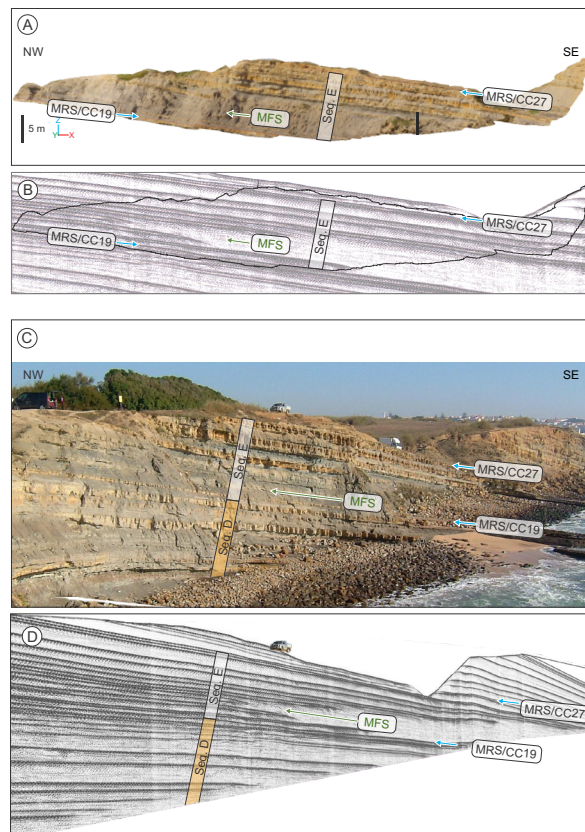 A
NW
SE
MRS/CC19
MFS
Seq. E
MRS/CC27
5 m
Z
Y
X
B
MRS/CC27
Seq. E
MFS
MRS/CC19
C
NW
SE
Seq. E
MRS/CC27
MFS
Seq. D
MRS/CC19
D
Seq. E
MRS/CC27
MFS
Seq. D
MRS/CC19